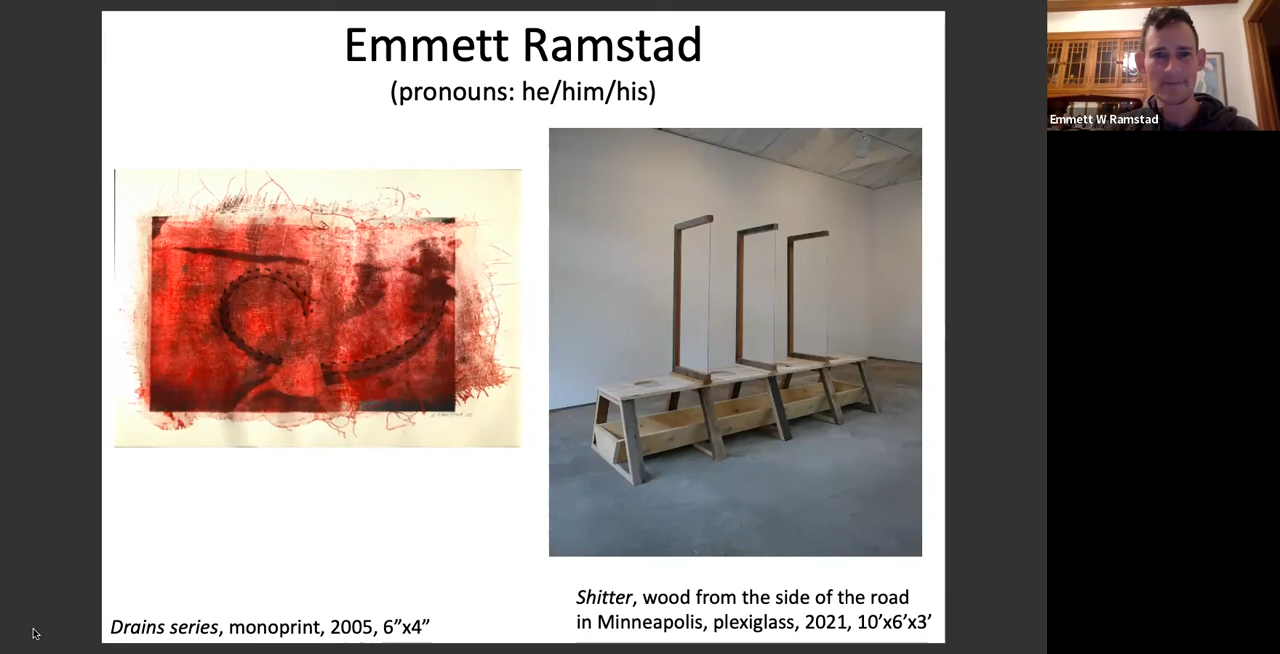 Emmett Ramstad
(pronouns: he/him/his)
Emmett W Ramstad
Shitter, wood from the side of the road
in Minneapolis, plexiglass, 2021, 10’x6’x3’
Drains series, monoprint, 2005, 6”x4”